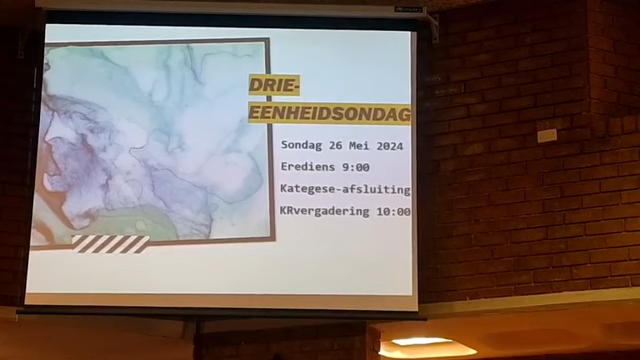 DRIE-
EENHEIDSONDAG
Sondag 26 Mei 2024
Erediens 9:00
Kategese-afsluiting
KRvergadering 10:00